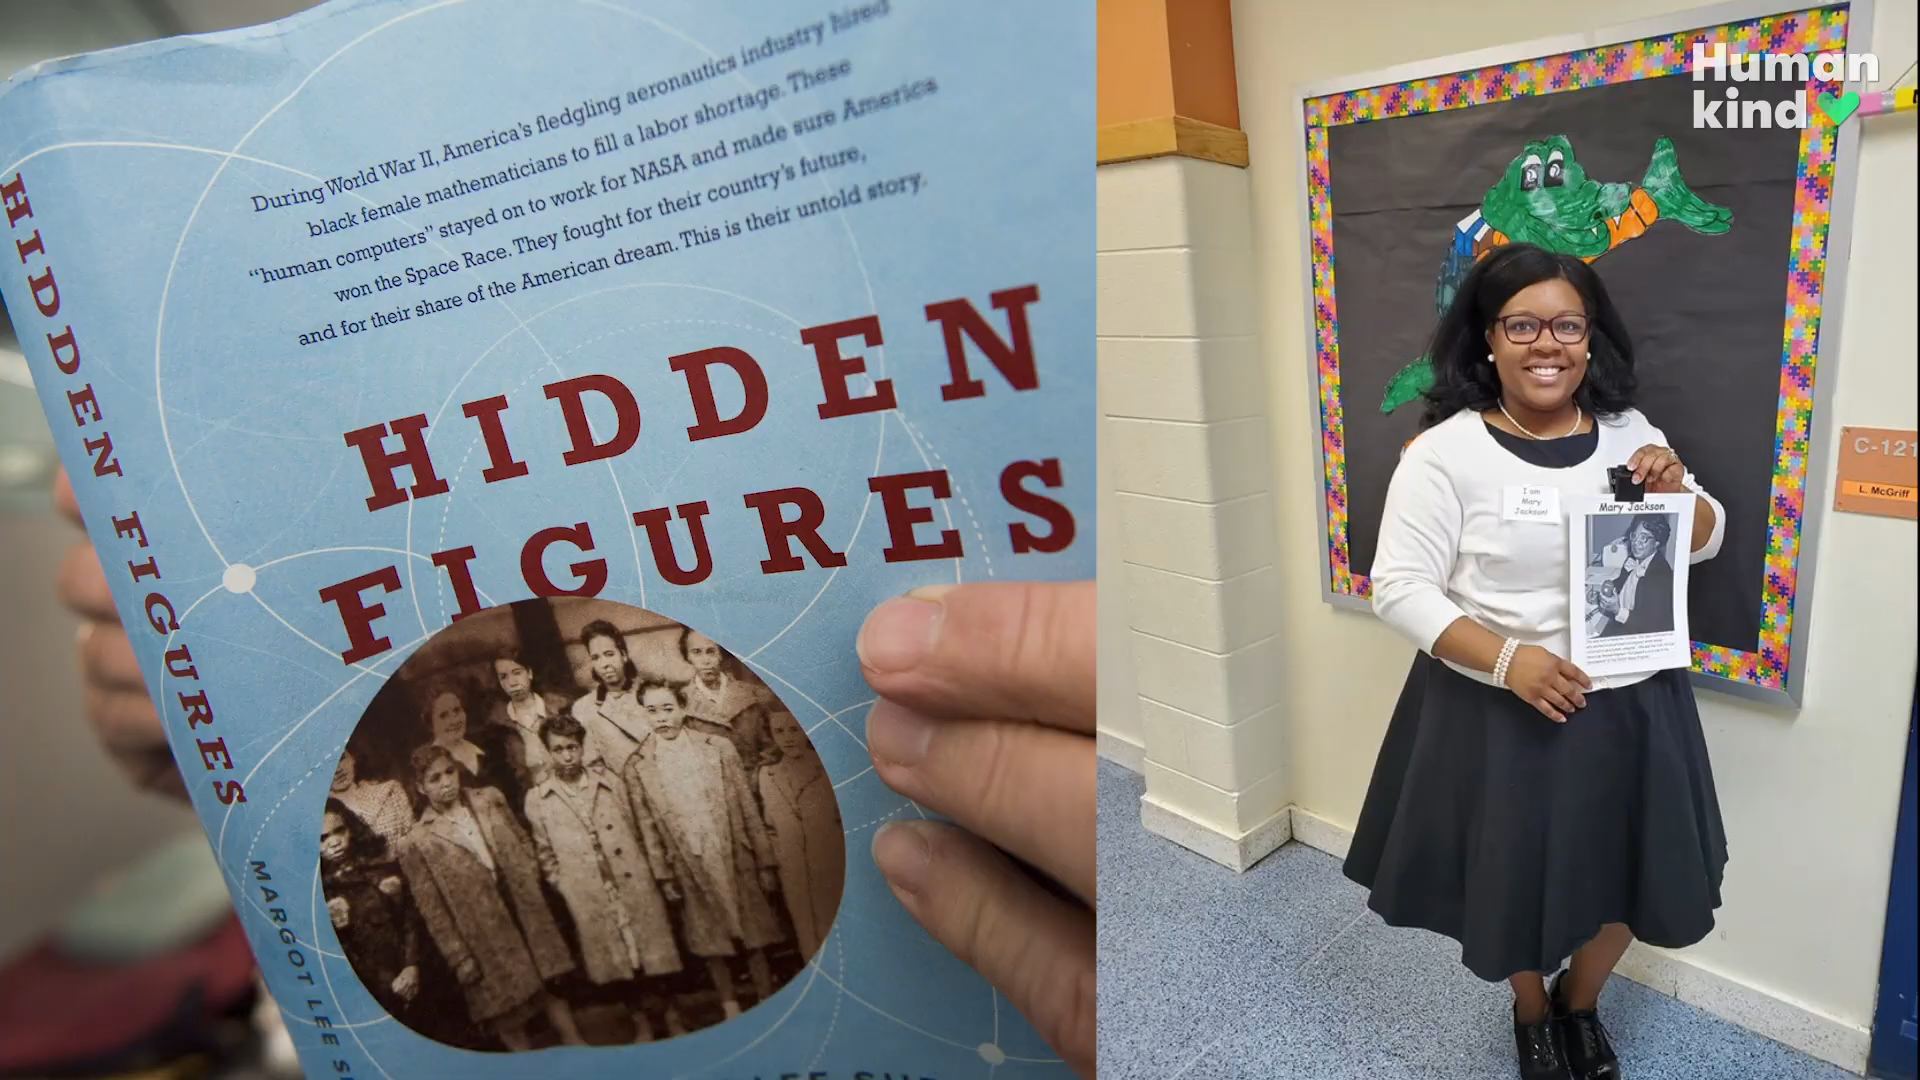 During World War II, America's fledgling aeronautics industry hired
black female mathematicians to fill a labor shortage. These
"human computers" stayed on to work for NASA and made sure America
won the Space Race. They fought for their country's future,
and for their share of the American dream. This is their untold story.
HIDDEN
FIGURES
HIDDEN FIGURES
MARGOT LEE
Human
kind
C-121
L. McGriff
I am
Mary
Jackson!
Mary Jackson